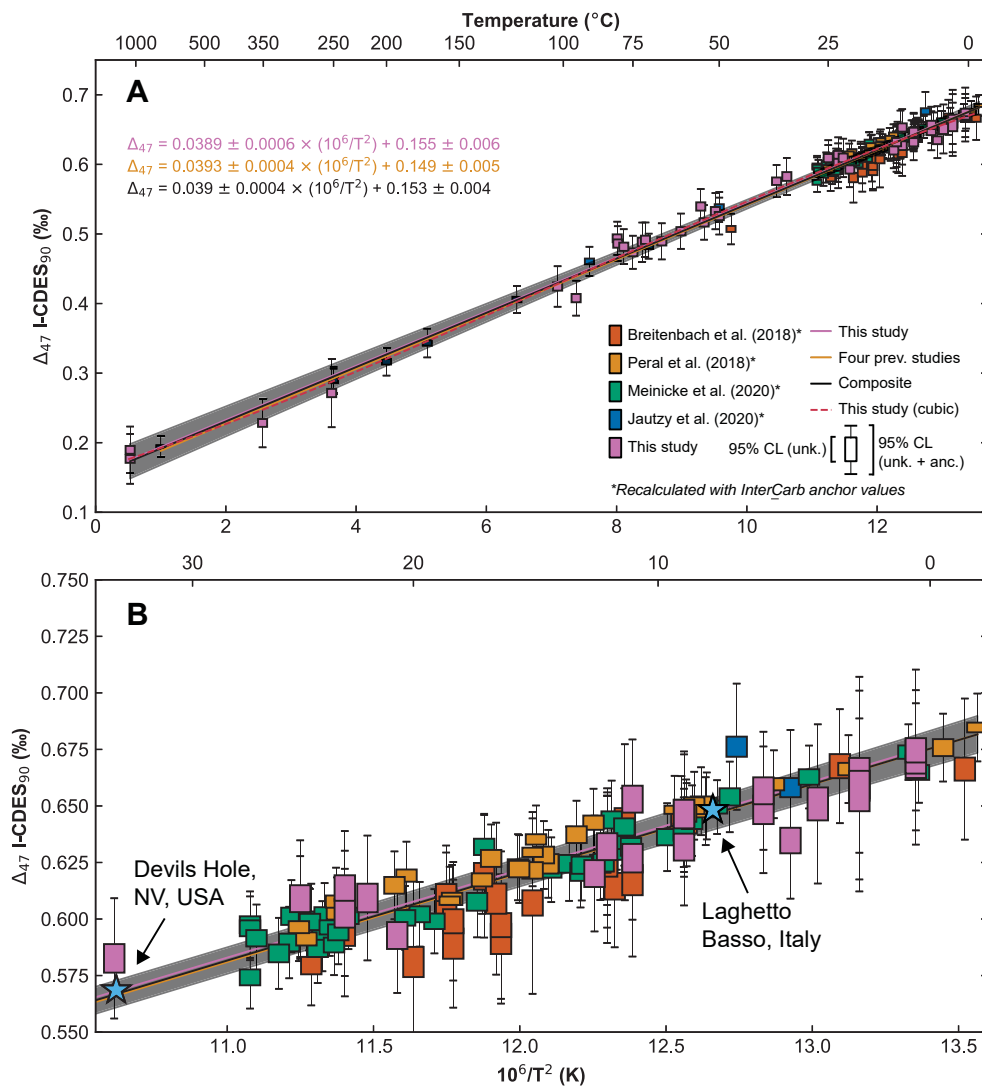 Temperature (°C)
1000 500 350 250 200 150 100 75 50 25 0
A
Δ47 = 0.0389 ± 0.0006 × (10⁶/T²) + 0.155 ± 0.006
Δ47 = 0.0393 ± 0.0004 × (10⁶/T²) + 0.149 ± 0.005
Δ47 = 0.039 ± 0.0004 × (10⁶/T²) + 0.153 ± 0.004
Δ47 I-CDES90 (‰)
0.7
0.6
0.5
0.4
0.3
0.2
0.1
Breitenbach et al. (2018)*
Peral et al. (2018)*
Meinicke et al. (2020)*
Jautzy et al. (2020)*
This study
This study
Four prev. studies
Composite
This study (cubic)
95% CL (unk.)
95% CL
(unk. + anc.)
*Recalculated with InterCarb anchor values
0 2 4 6 8 10 12
30 20 10 0
B
Δ47 I-CDES90 (‰)
0.750
0.725
0.700
0.675
0.650
0.625
0.600
0.575
0.550
Devils Hole,
NV, USA
Laghetto
Basso, Italy
11.0 11.5 12.0 12.5 13.0 13.5
10⁶/T² (K)